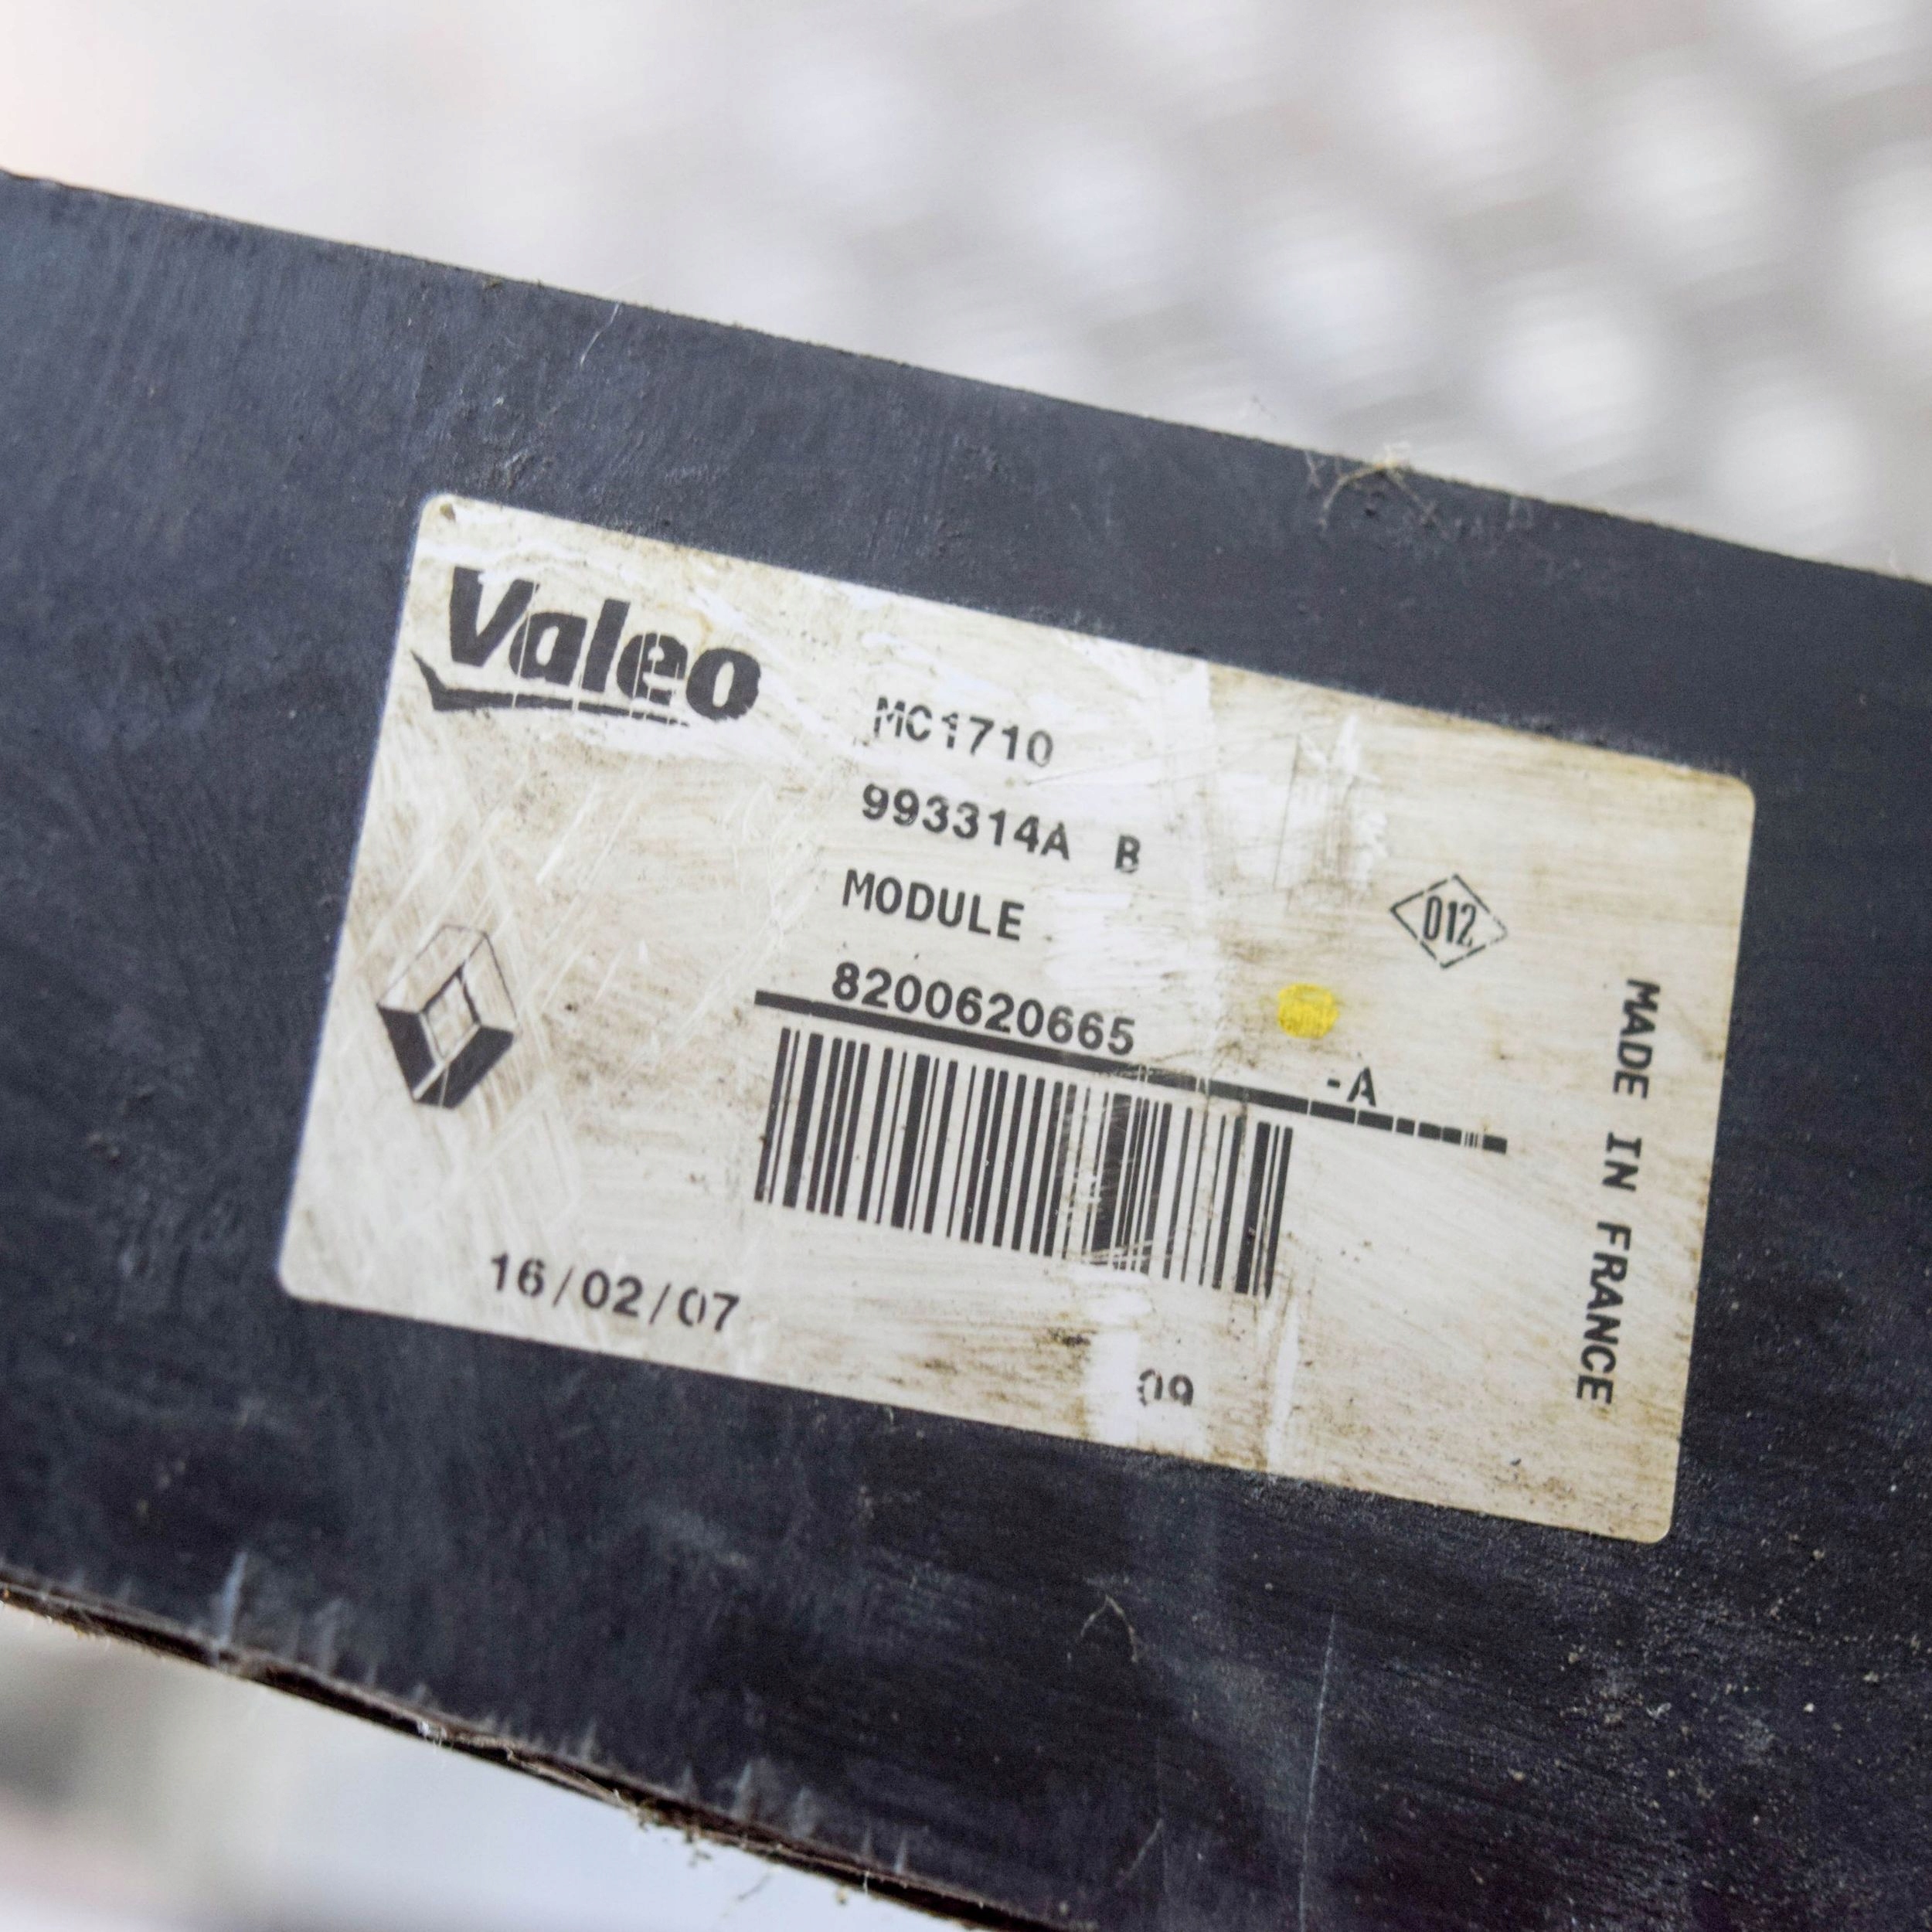 Valeo
MC1710
993314A B
MODULE
012
8200620665
-A
MADE IN FRANCE
16/02/07
09